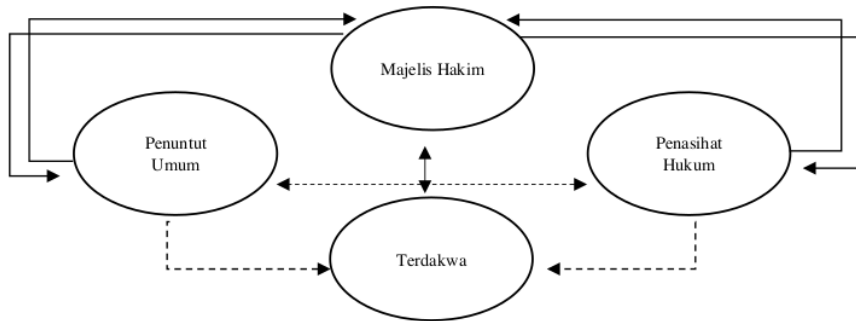 Majelis Hakim
Penuntut
Umum
Penasihat
Hukum
Terdakwa